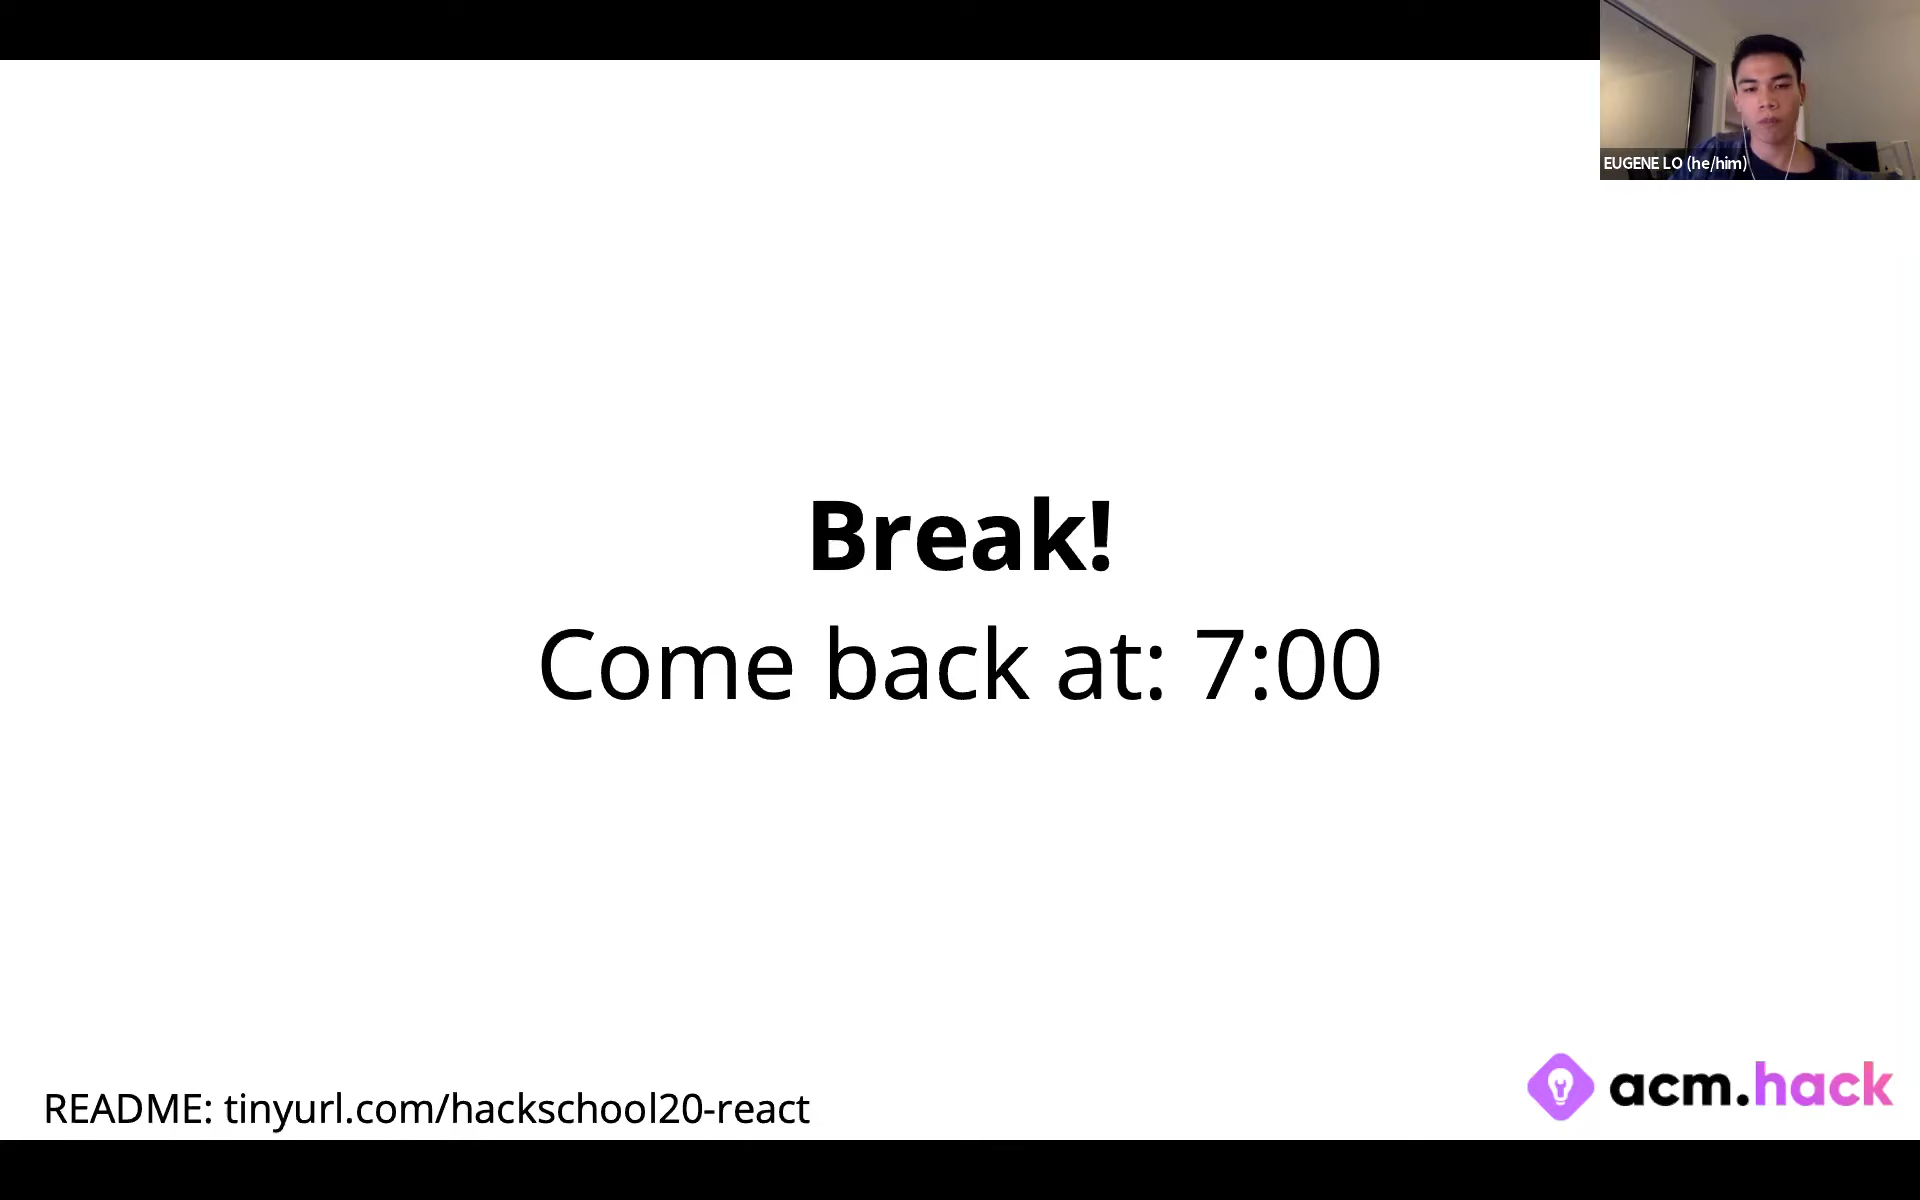 EUGENE LO (he/him)
Break!
Come back at: 7:00
README: tinyurl.com/hackschool20-react
acm.hack